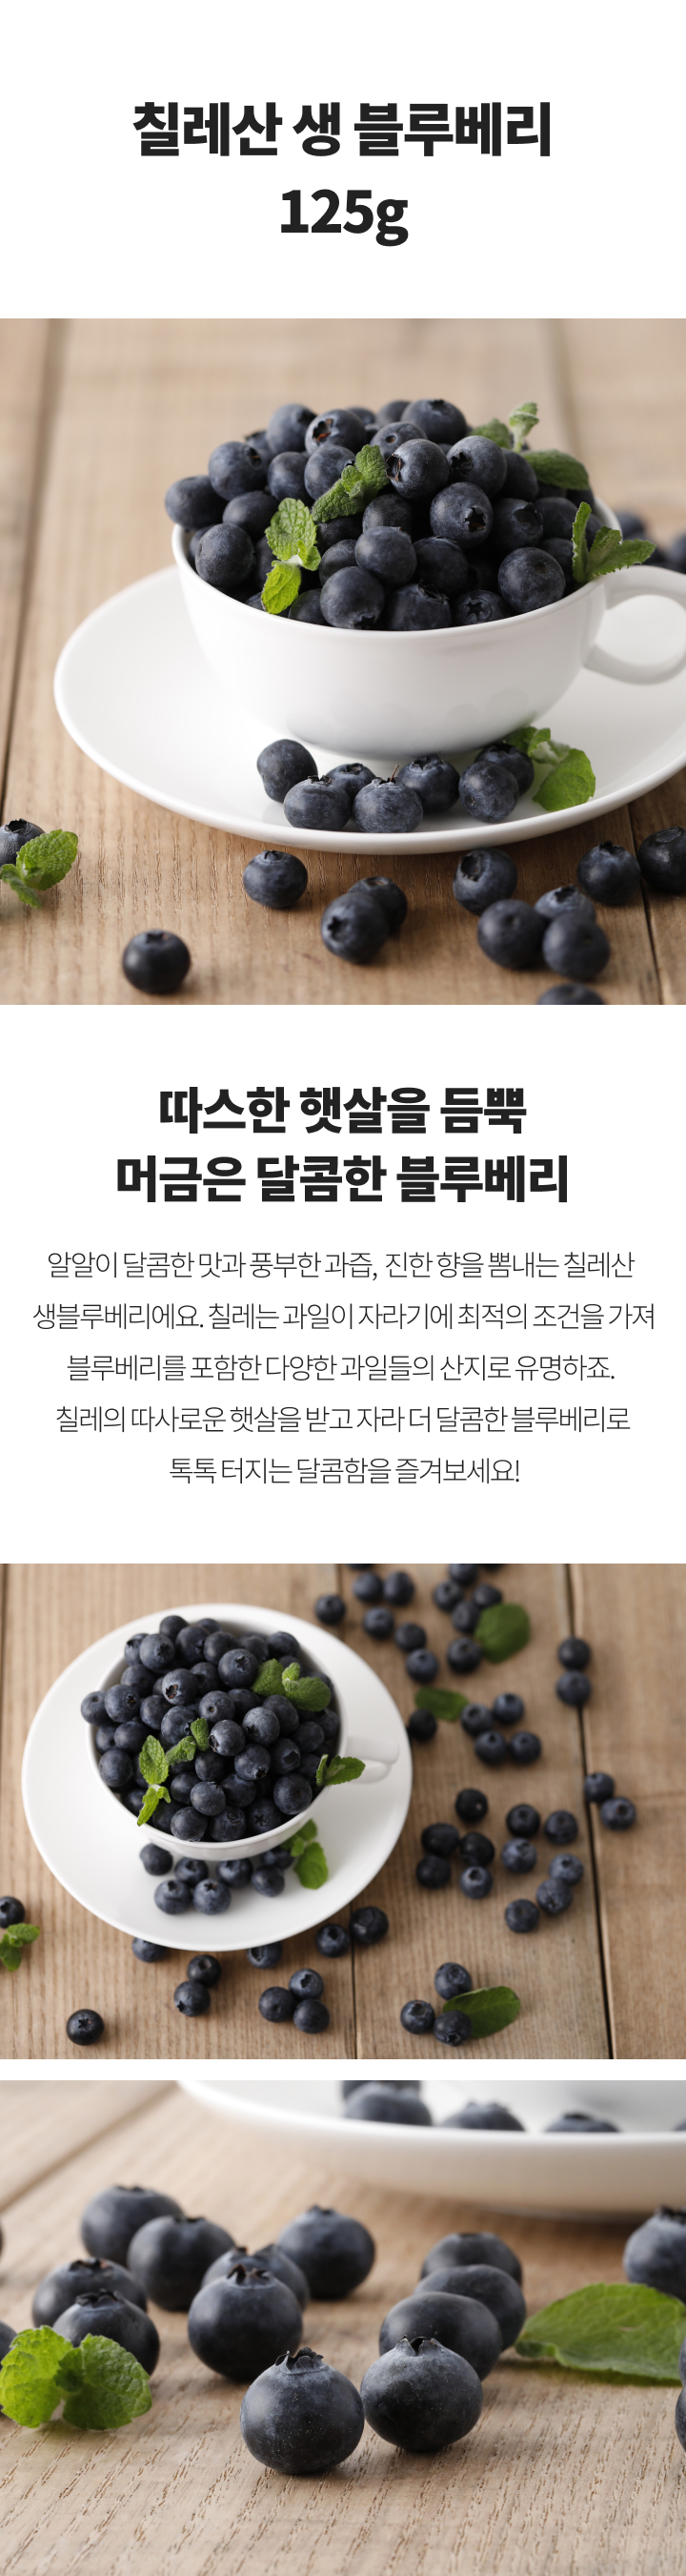 칠레산 생 블루베리
125g
따스한 햇살을 듬뿍
머금은 달콤한 블루베리
알알이 달콤한 맛과 풍부한 과즙, 진한 향을 뽐내는 칠레산
생블루베리에요. 칠레는 과일이 자라기에 최적의 조건을 가져
블루베리를 포함한 다양한 과일들의 산지로 유명하죠.
칠레의 따사로운 햇살을 받고 자라 더 달콤한 블루베리로
톡톡 터지는 달콤함을 즐겨보세요!